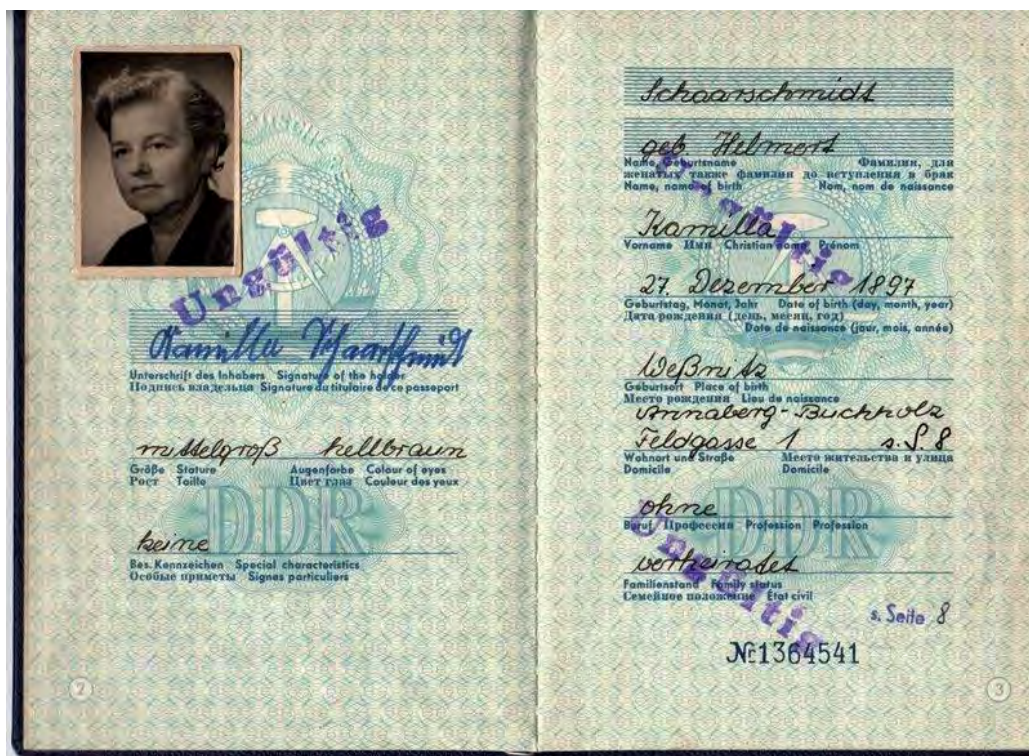 Ungültig
Kamilla Schaarschmidt
Unterschrift des Inhabers Signature of the holder
Подпись владельца Signature du titulaire de ce passeport
mittelgroß hellbraun
Größe Stature Augenfarbe Colour of eyes
Рост Taille Цвет глаз Couleur des yeux
DDR
keine
Bes. Kennzeichen Special characteristics
Особые приметы Signes particuliers
2
Schaarschmidt
geb. Helmert
Name, Geburtsname Фамилия, для
женатых также фамилия до вступления в брак
Name, name of birth Nom, nom de naissance
Ungültig
Kamilla
Vorname Имя Christian name Prénom
27. Dezember 1897
Geburtstag, Monat, Jahr Date of birth (day, month, year)
Дата рождения (день, месяц, год)
Date de naissance (jour, mois, année)
Weßnitz
Geburtsort Place of birth
Место рождения Lieu de naissance
Annaberg-Buchholz
Feldgasse 1 s. S. 8
Wohnort und Straße Место жительства и улица
Domicile Domicile
DDR
ohne
Beruf Профессия Profession Profession
Ungültig
verheiratet
Familienstand Family status
Семейное положение État civil
s. Seite 8
№1364541
3